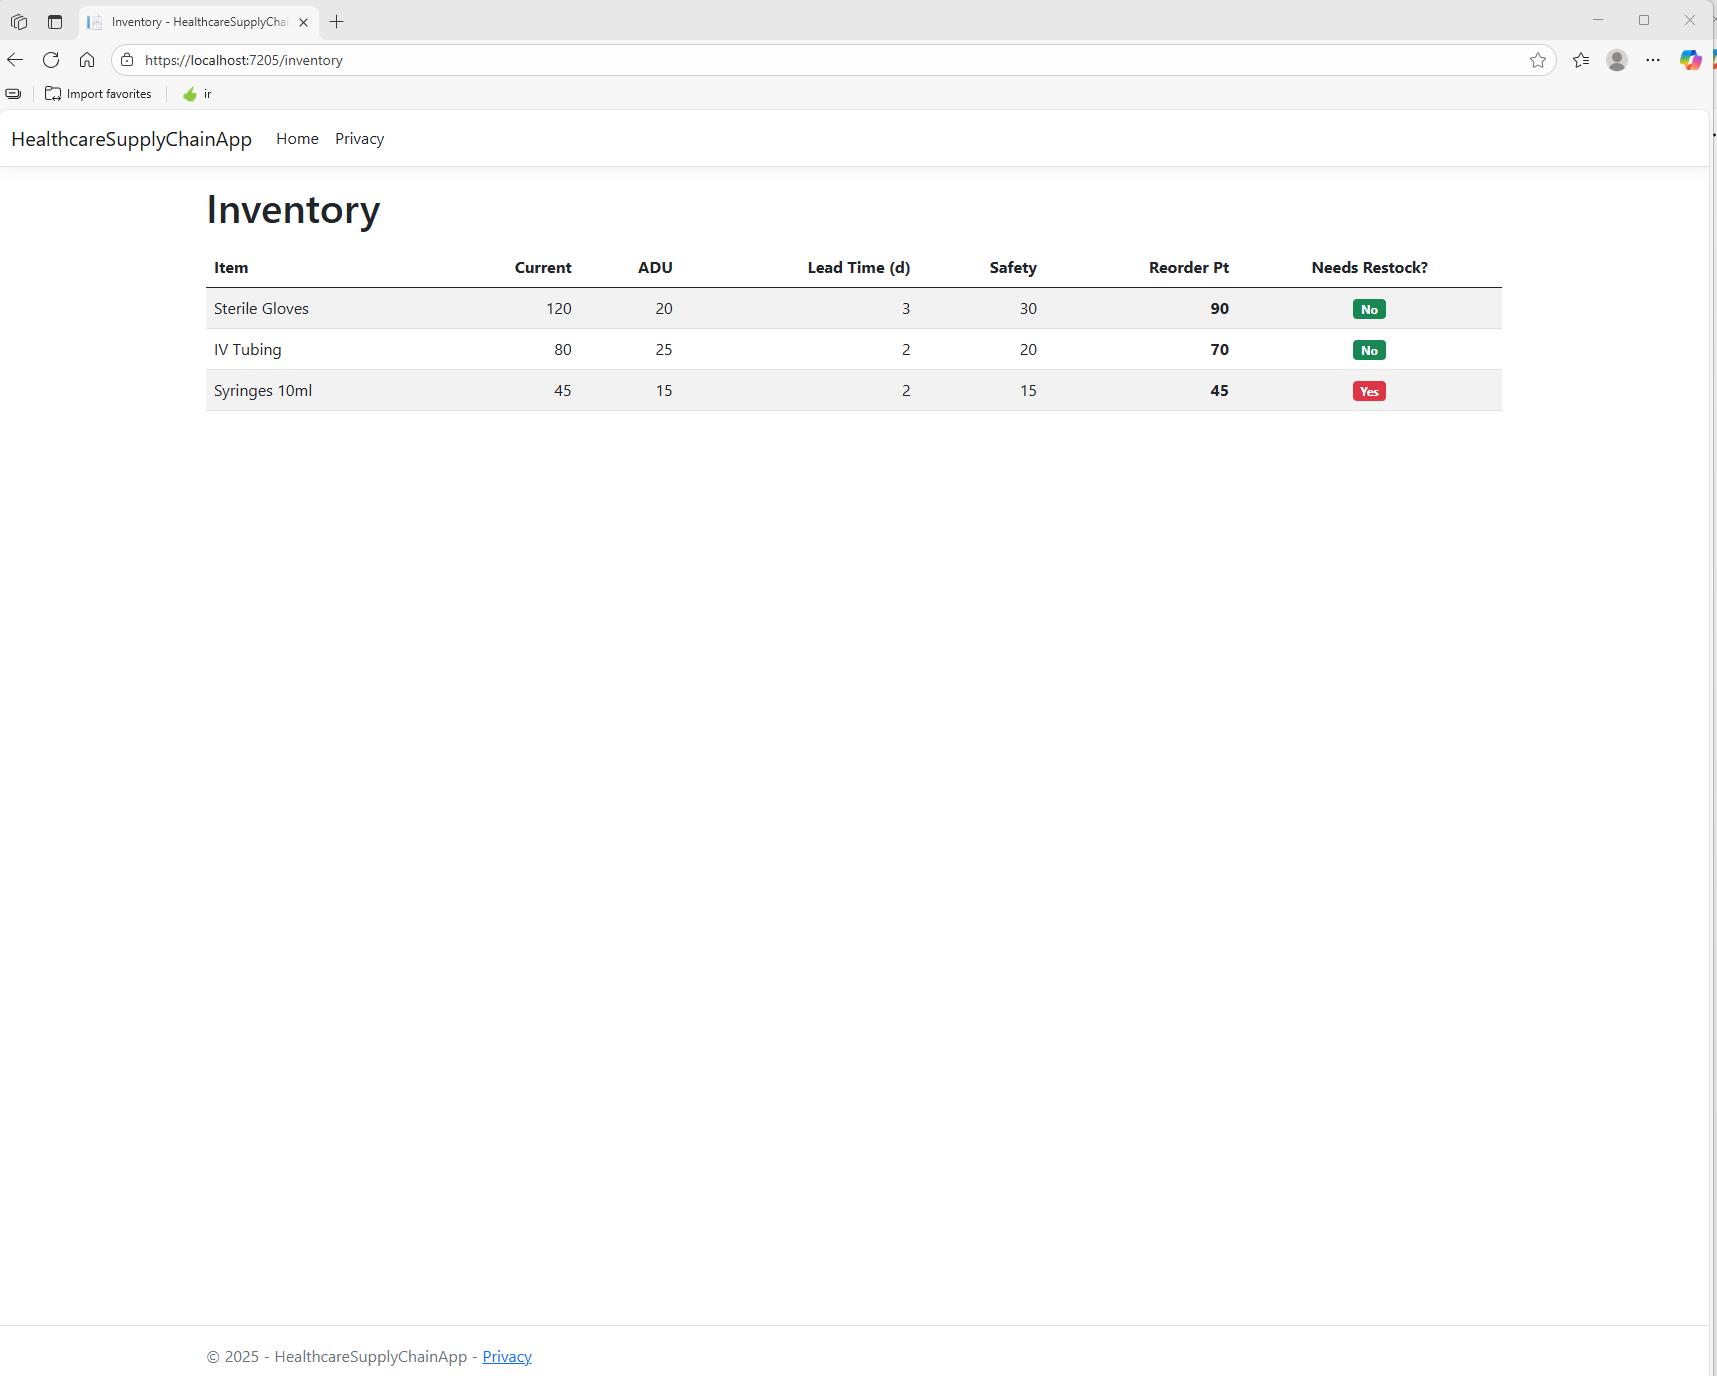 Inventory - HealthcareSupplyChai
https://localhost:7205/inventory
Import favorites ir
HealthcareSupplyChainApp Home Privacy
Inventory
Item Current ADU Lead Time (d) Safety Reorder Pt Needs Restock?
Sterile Gloves 120 20 3 30 90 No
IV Tubing 80 25 2 20 70 No
Syringes 10ml 45 15 2 15 45 Yes
© 2025 - HealthcareSupplyChainApp - Privacy